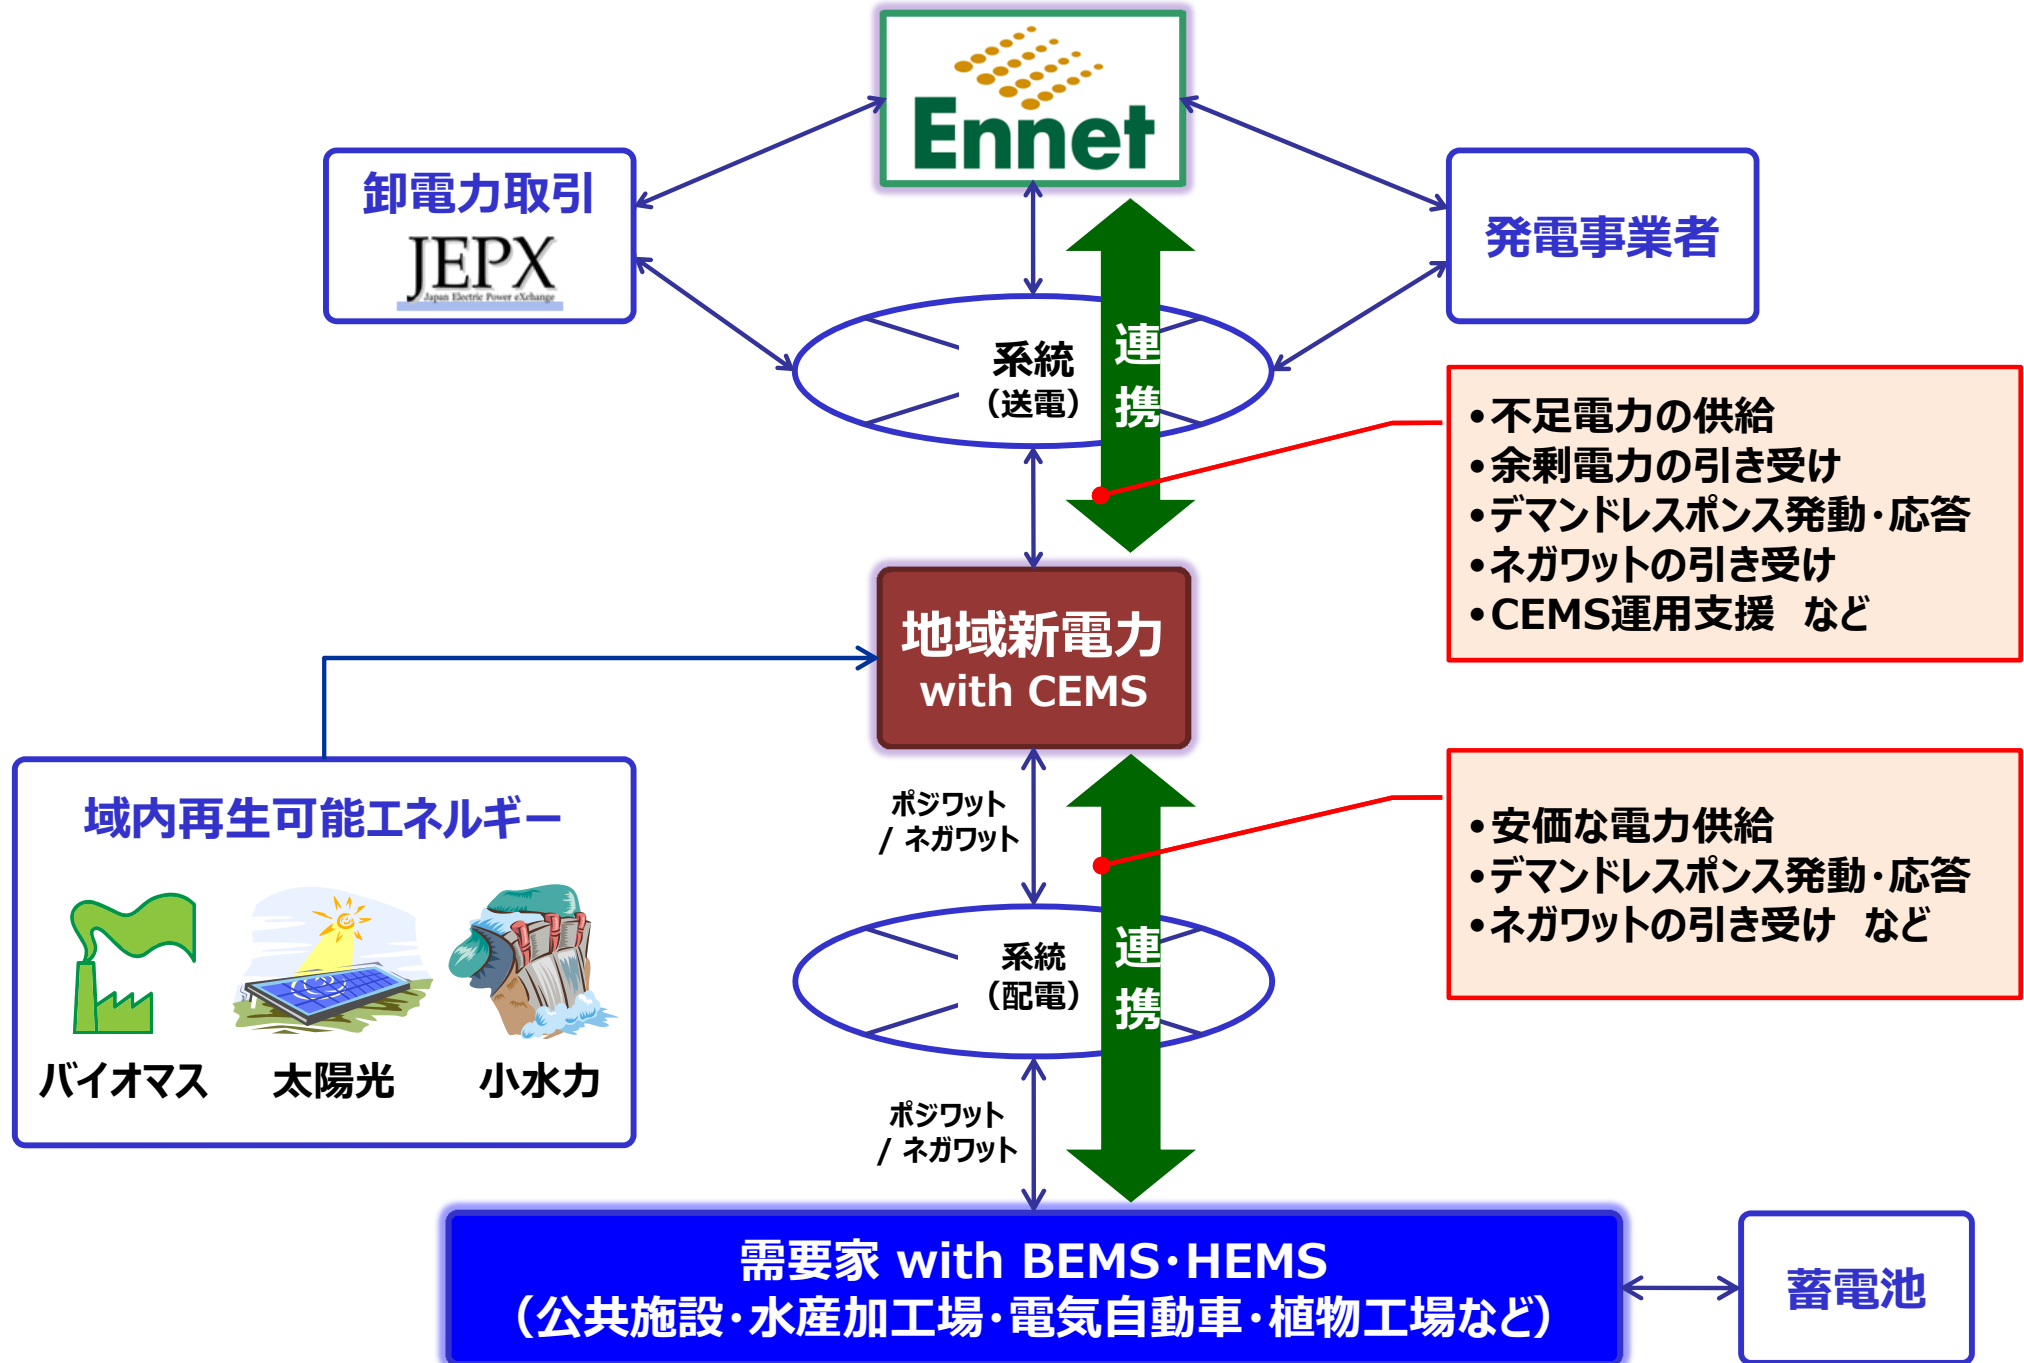 Ennet
卸電力取引
JEPX
Japan Electric Power eXchange
発電事業者
系統
(送電)
連
携
•不足電力の供給
•余剰電力の引き受け
•デマンドレスポンス発動・応答
•ネガワットの引き受け
•CEMS運用支援 など
地域新電力
with CEMS
域内再生可能エネルギー
バイオマス
太陽光
小水力
ポジワット
/ ネガワット
•安価な電力供給
•デマンドレスポンス発動・応答
•ネガワットの引き受け など
系統
(配電)
連
携
ポジワット
/ ネガワット
需要家 with BEMS・HEMS
(公共施設・水産加工場・電気自動車・植物工場など)
蓄電池